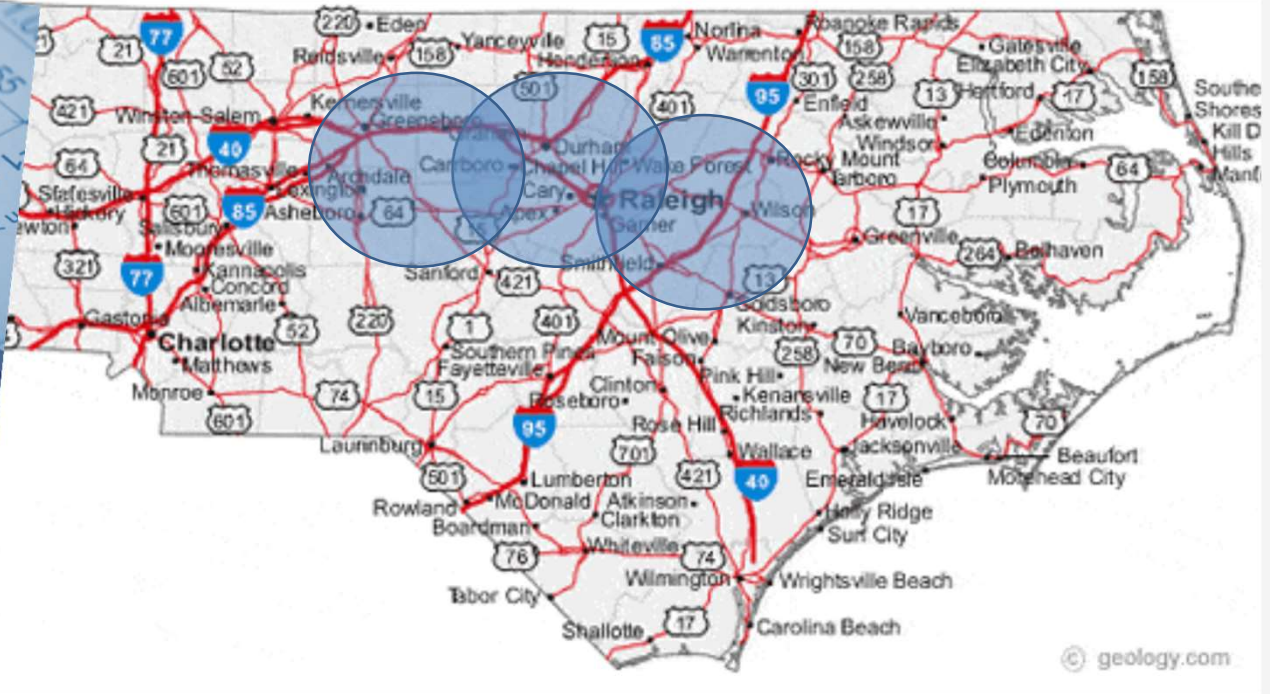 220
Eden
Roanoke Rapids
77
21
Reidsville
158
Yanceyville
15
85
Norlina
Warrenton
158
Gatesville
601
52
Henderson
301
258
Elizabeth City
158
501
95
Enfield
13
Hertford
17
Southe
Shores
421
Winston-Salem
Kernersville
Greensboro
401
Askewville
Edenton
Kill D
Hills
21
40
Graham
Durham
Windsor
64
Thomasville
Archdale
Carrboro
Chapel Hill
Wake Forest
Rocky Mount
Tarboro
Columbia
64
Mant
Statesville
Lexington
Cary
Raleigh
Plymouth
Hickory
601
85
Asheboro
64
Apex
Wilson
17
ewton
Salisbury
15
Garner
Greenville
Mooresville
Smithfield
264
Belhaven
321
77
Kannapolis
Sanford
421
13
Concord
Goldsboro
Albemarle
Gastonia
52
220
1
401
Mount Olive
Kinston
Vanceboro
Charlotte
Southern Pines
Faison
258
70
Bayboro
Matthews
Fayetteville
Pink Hill
New Bern
Monroe
74
15
Clinton
Kenansville
17
601
Roseboro
Richlands
Havelock
70
95
Rose Hill
Laurinburg
701
Wallace
Jacksonville
Beaufort
501
Lumberton
421
40
Emerald Isle
Morehead City
Rowland
McDonald
Atkinson
Holly Ridge
Boardman
Clarkton
Surf City
76
Whiteville
74
Wilmington
Wrightsville Beach
Tabor City
Shallotte
17
Carolina Beach
© geology.com